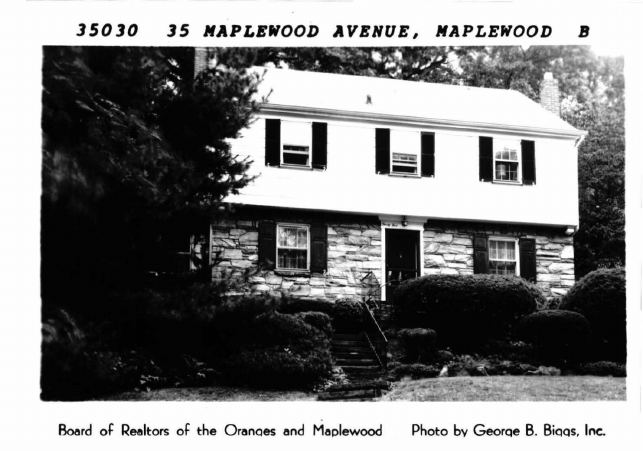 35030 35 MAPLEWOOD AVENUE, MAPLEWOOD B
Board of Realtors of the Oranges and Maplewood Photo by George B. Biggs, Inc.